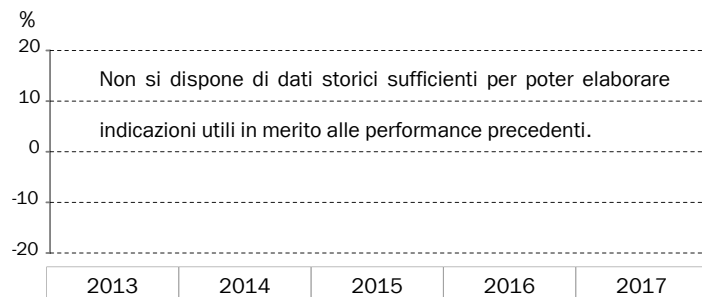 %
20
Non si dispone di dati storici sufficienti per poter elaborare
10
indicazioni utili in merito alle performance precedenti.
0
-10
-20
2013 2014 2015 2016 2017